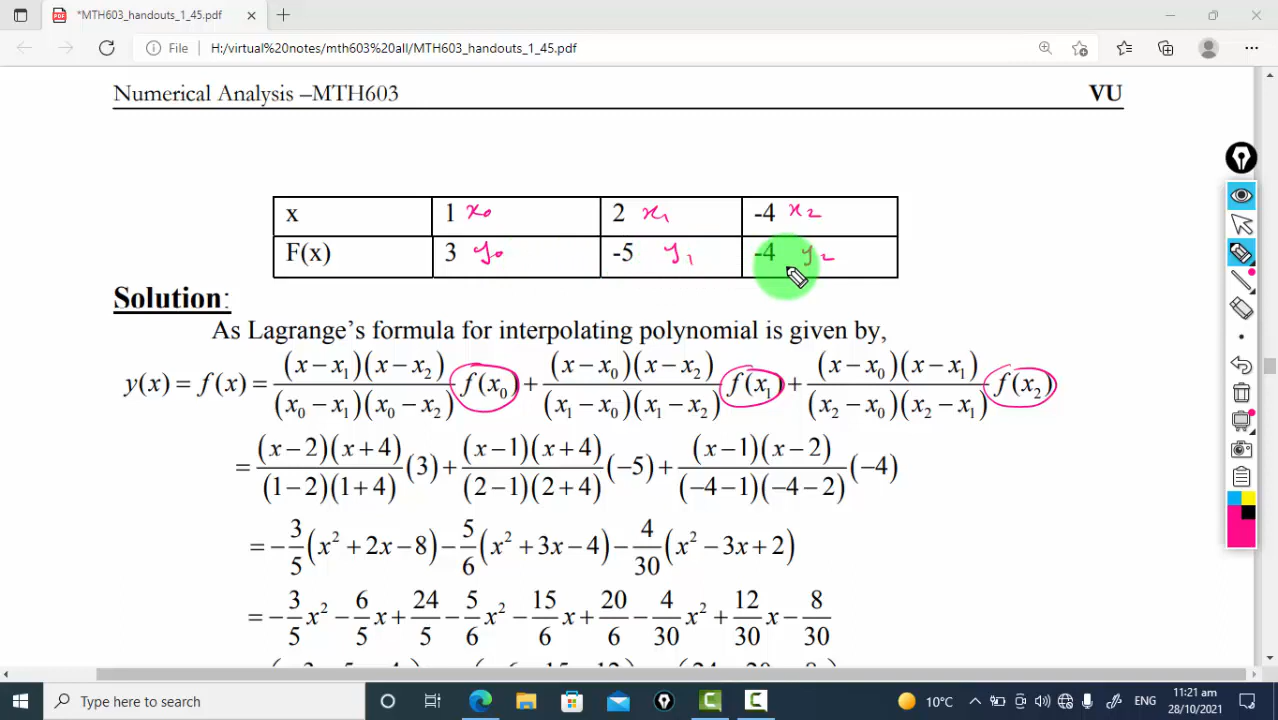 *MTH603_handouts_1_45.pdf
File H:/virtual%20notes/mth603%20all/MTH603_handouts_1_45.pdf
Numerical Analysis –MTH603 VU
x 1 x₀ 2 x₁ -4 x₂
F(x) 3 y₀ -5 y₁ -4 y₂
Solution:
As Lagrange's formula for interpolating polynomial is given by,
y(x) = f(x) = (x−x₁)(x−x₂)/(x₀−x₁)(x₀−x₂) f(x₀) + (x−x₀)(x−x₂)/(x₁−x₀)(x₁−x₂) f(x₁) + (x−x₀)(x−x₁)/(x₂−x₀)(x₂−x₁) f(x₂)
= (x−2)(x+4)/(1−2)(1+4) (3) + (x−1)(x+4)/(2−1)(2+4) (−5) + (x−1)(x−2)/(−4−1)(−4−2) (−4)
= −3/5 (x² + 2x − 8) − 5/6 (x² + 3x − 4) − 4/30 (x² − 3x + 2)
= −3/5 x² − 6/5 x + 24/5 − 5/6 x² − 15/6 x + 20/6 − 4/30 x² + 12/30 x − 8/30
Type here to search
10°C
ENG
11:21 am
28/10/2021